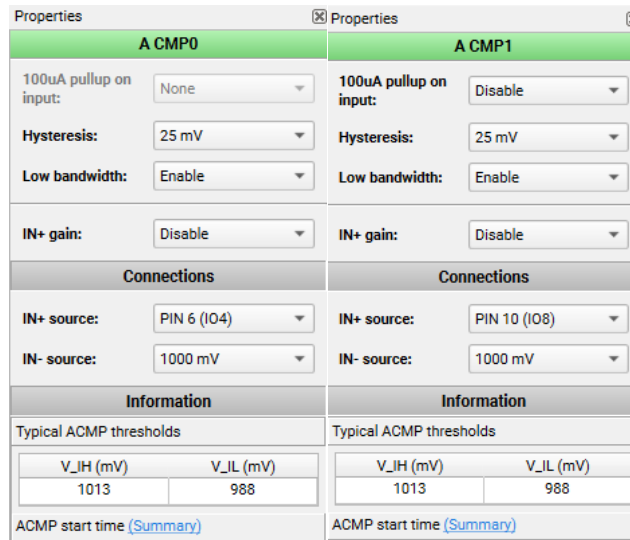 Properties
A CMP0
100uA pullup on
input:
None
Hysteresis:
25 mV
Low bandwidth:
Enable
IN+ gain:
Disable
Connections
IN+ source:
PIN 6 (IO4)
IN- source:
1000 mV
Information
Typical ACMP thresholds
V_IH (mV) V_IL (mV)
1013 988
ACMP start time (Summary)
Properties
A CMP1
100uA pullup on
input:
Disable
Hysteresis:
25 mV
Low bandwidth:
Enable
IN+ gain:
Disable
Connections
IN+ source:
PIN 10 (IO8)
IN- source:
1000 mV
Information
Typical ACMP thresholds
V_IH (mV) V_IL (mV)
1013 988
ACMP start time (Summary)